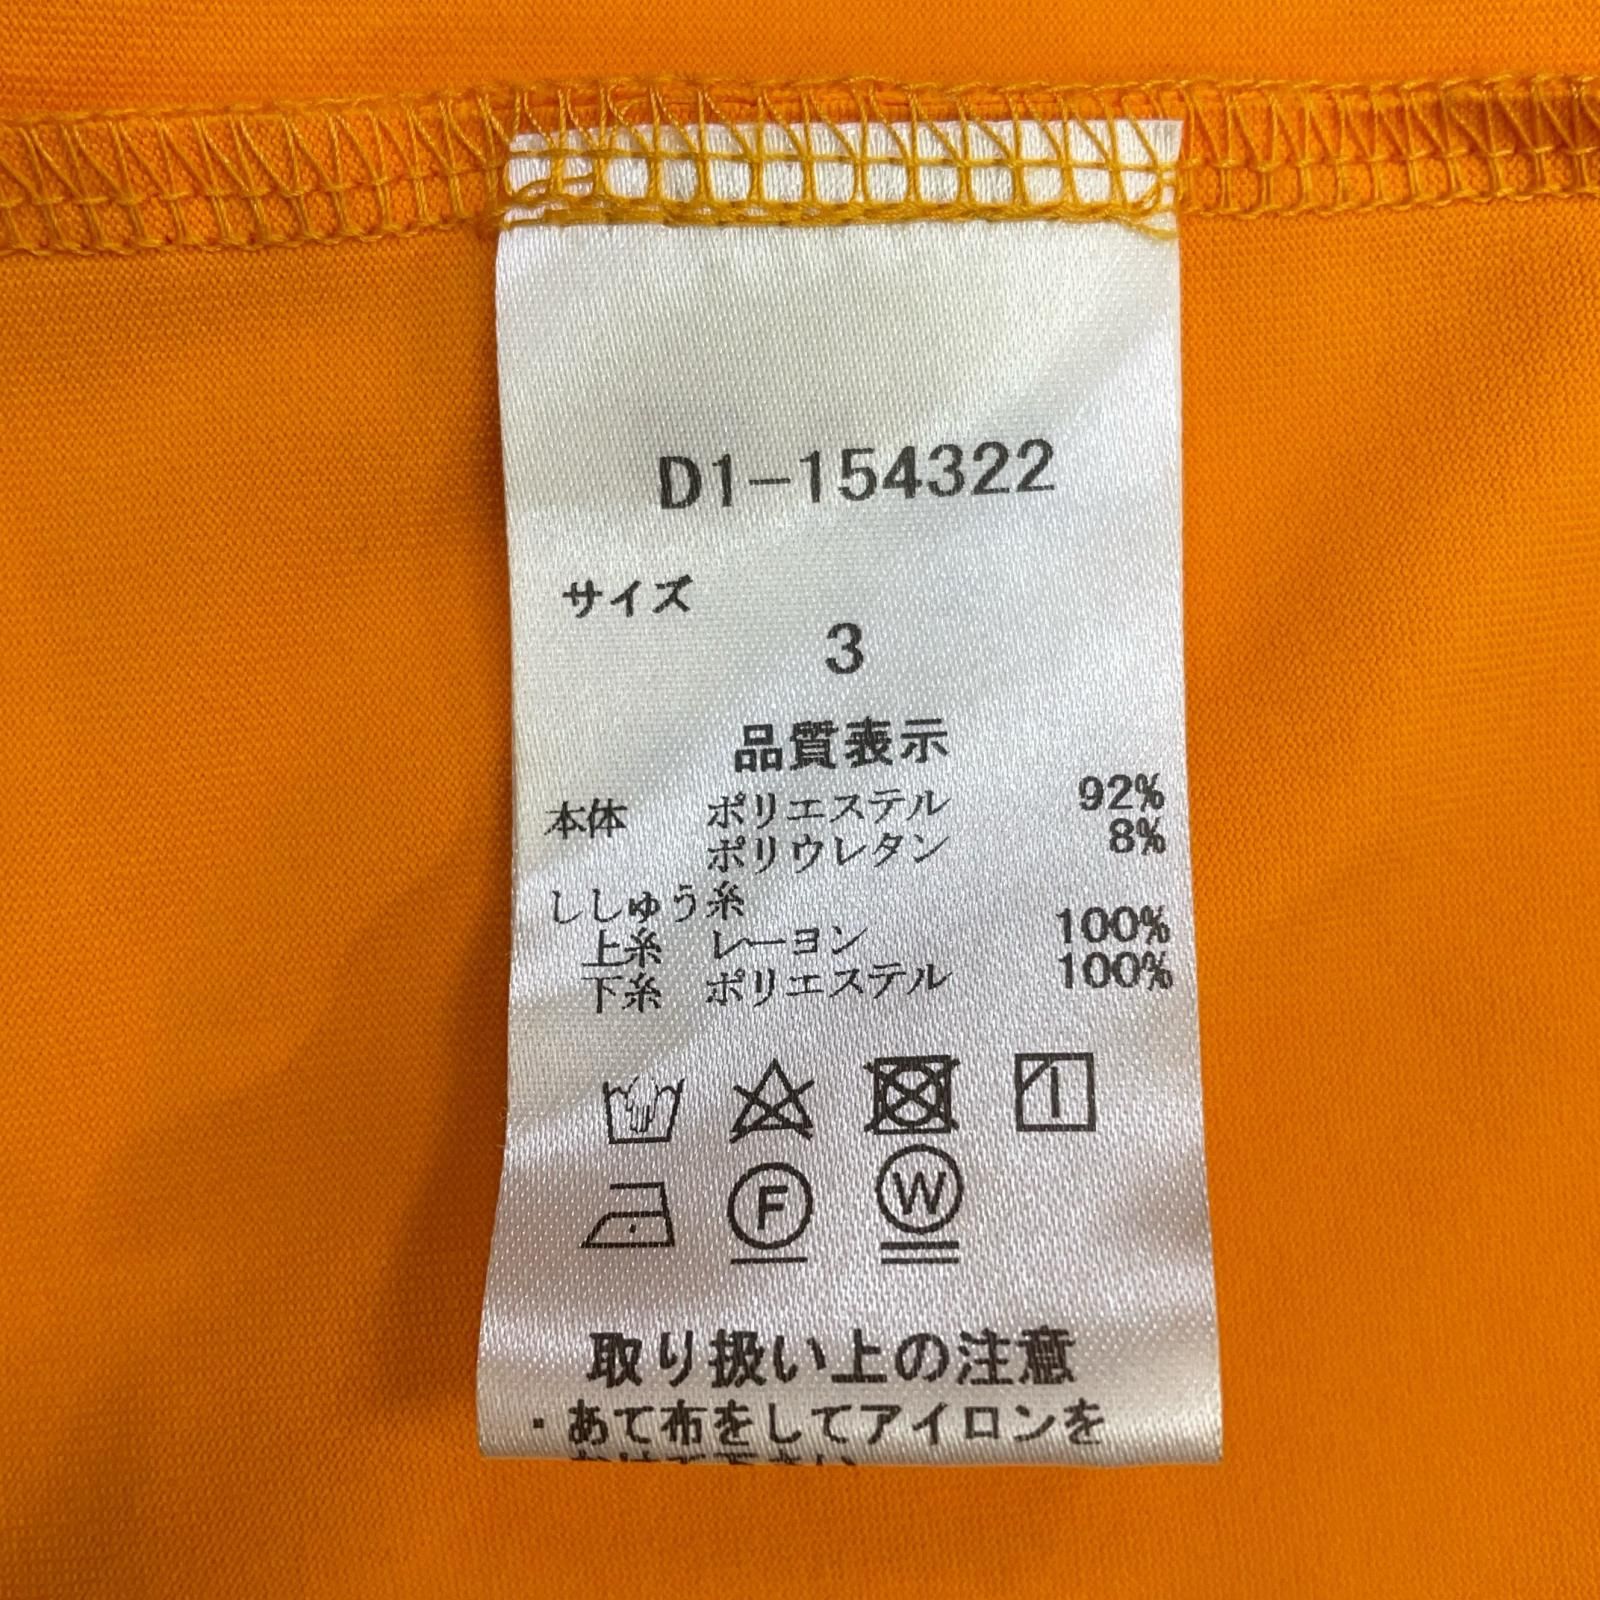 D1-154322
サイズ
3
品質表示
本体 ポリエステル 92%
ポリウレタン 8%
ししゅう糸
上糸 レーヨン 100%
下糸 ポリエステル 100%
F W
取り扱い上の注意
・あて布をしてアイロンを